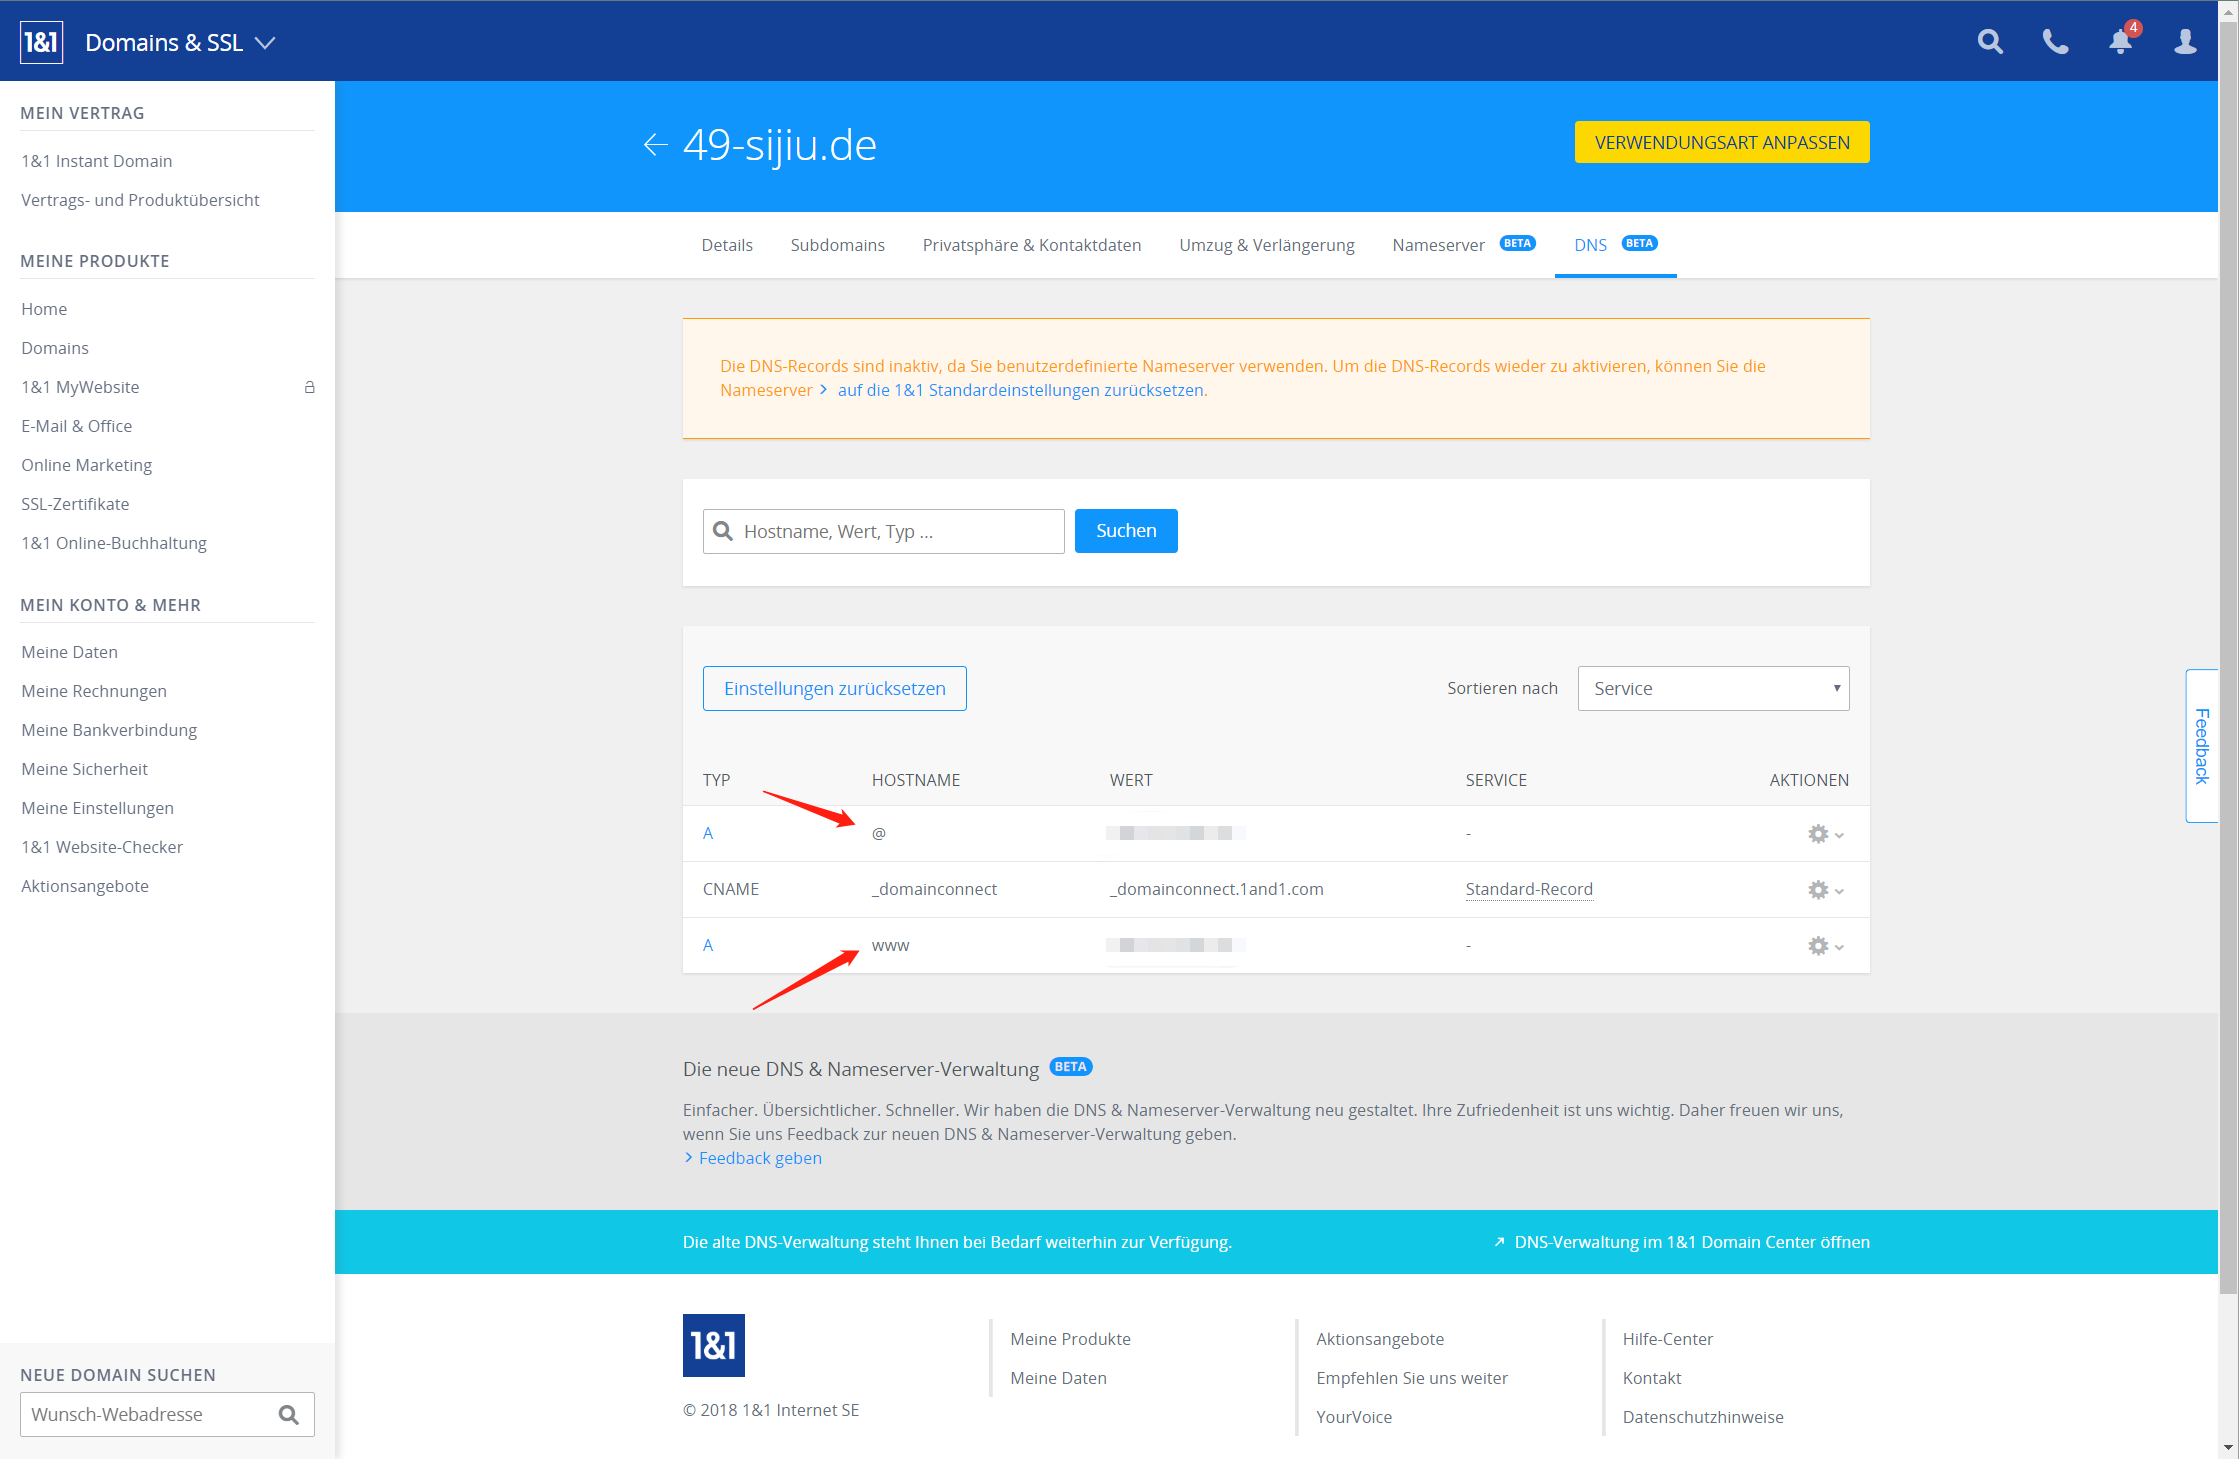 1&1 Domains & SSL
4
MEIN VERTRAG
1&1 Instant Domain
Vertrags- und Produktübersicht
MEINE PRODUKTE
Home
Domains
1&1 MyWebsite
E-Mail & Office
Online Marketing
SSL-Zertifikate
1&1 Online-Buchhaltung
MEIN KONTO & MEHR
Meine Daten
Meine Rechnungen
Meine Bankverbindung
Meine Sicherheit
Meine Einstellungen
1&1 Website-Checker
Aktionsangebote
NEUE DOMAIN SUCHEN
Wunsch-Webadresse
49-sijiu.de
VERWENDUNGSART ANPASSEN
Details Subdomains Privatsphäre & Kontaktdaten Umzug & Verlängerung Nameserver BETA DNS BETA
Die DNS-Records sind inaktiv, da Sie benutzerdefinierte Nameserver verwenden. Um die DNS-Records wieder zu aktivieren, können Sie die
Nameserver > auf die 1&1 Standardeinstellungen zurücksetzen.
Hostname, Wert, Typ ... Suchen
Einstellungen zurücksetzen Sortieren nach Service
TYP HOSTNAME WERT SERVICE AKTIONEN
A @ -
CNAME _domainconnect _domainconnect.1and1.com Standard-Record
A www -
Feedback
Die neue DNS & Nameserver-Verwaltung BETA
Einfacher. Übersichtlicher. Schneller. Wir haben die DNS & Nameserver-Verwaltung neu gestaltet. Ihre Zufriedenheit ist uns wichtig. Daher freuen wir uns,
wenn Sie uns Feedback zur neuen DNS & Nameserver-Verwaltung geben.
> Feedback geben
Die alte DNS-Verwaltung steht Ihnen bei Bedarf weiterhin zur Verfügung. DNS-Verwaltung im 1&1 Domain Center öffnen
1&1
© 2018 1&1 Internet SE
Meine Produkte
Meine Daten
Aktionsangebote
Empfehlen Sie uns weiter
YourVoice
Hilfe-Center
Kontakt
Datenschutzhinweise